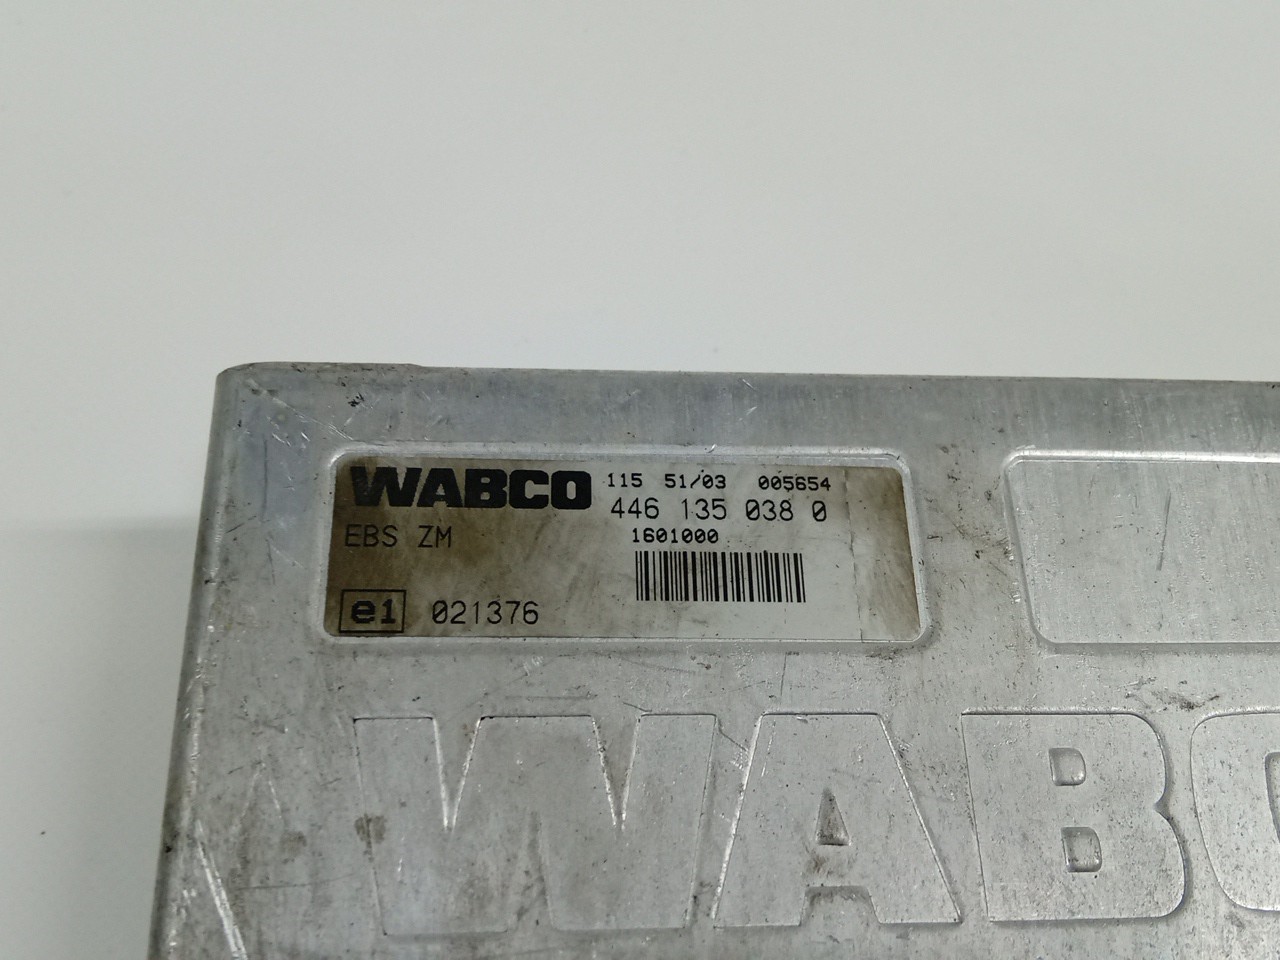 WABCO 115 51/03 005654
446 135 038 0
EBS ZM 1601000
e1 021376
WABC